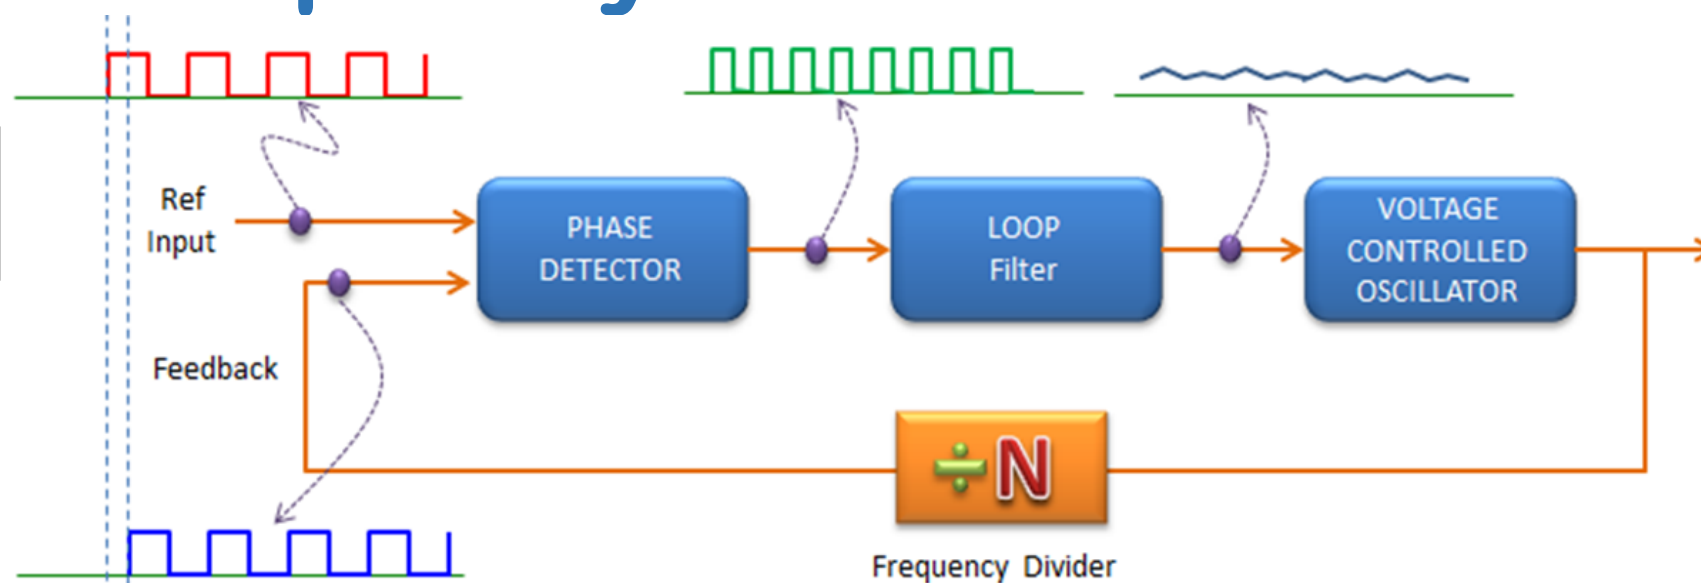 Ref
Input
PHASE
DETECTOR
LOOP
Filter
VOLTAGE
CONTROLLED
OSCILLATOR
Feedback
÷N
Frequency Divider